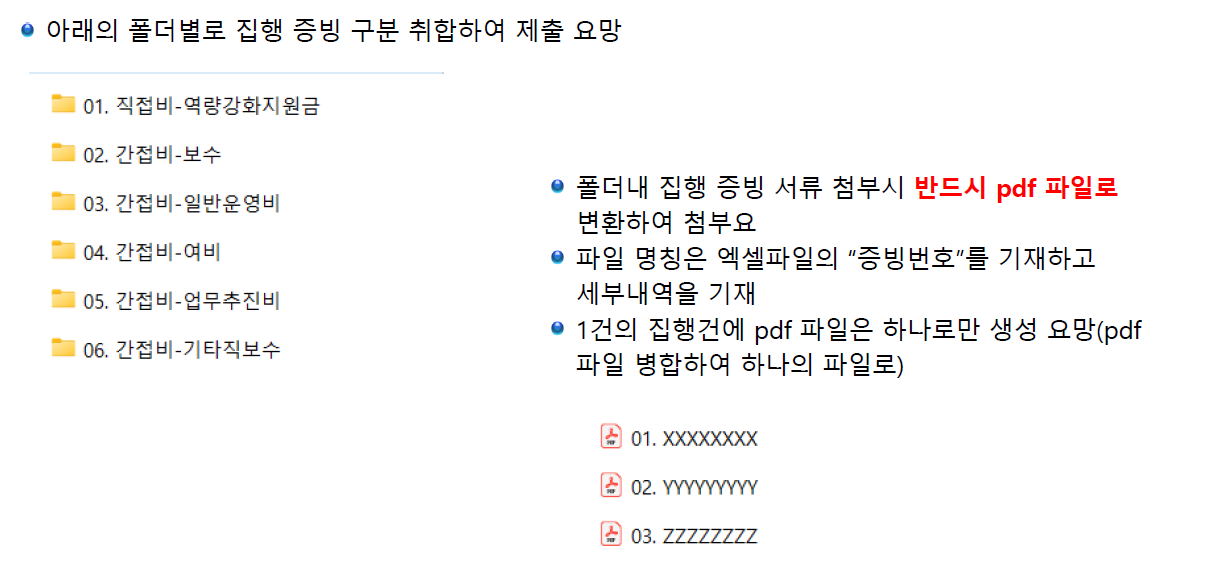 아래의 폴더별로 집행 증빙 구분 취합하여 제출 요망
01. 직접비-역량강화지원금
02. 간접비-보수
03. 간접비-일반운영비
04. 간접비-여비
05. 간접비-업무추진비
06. 간접비-기타직보수
폴더내 집행 증빙 서류 첨부시 반드시 pdf 파일로
변환하여 첨부요
파일 명칭은 엑셀파일의 “증빙번호”를 기재하고
세부내역을 기재
1건의 집행건에 pdf 파일은 하나로만 생성 요망(pdf
파일 병합하여 하나의 파일로)
01. XXXXXXXX
02. YYYYYYYYY
03. ZZZZZZZZ